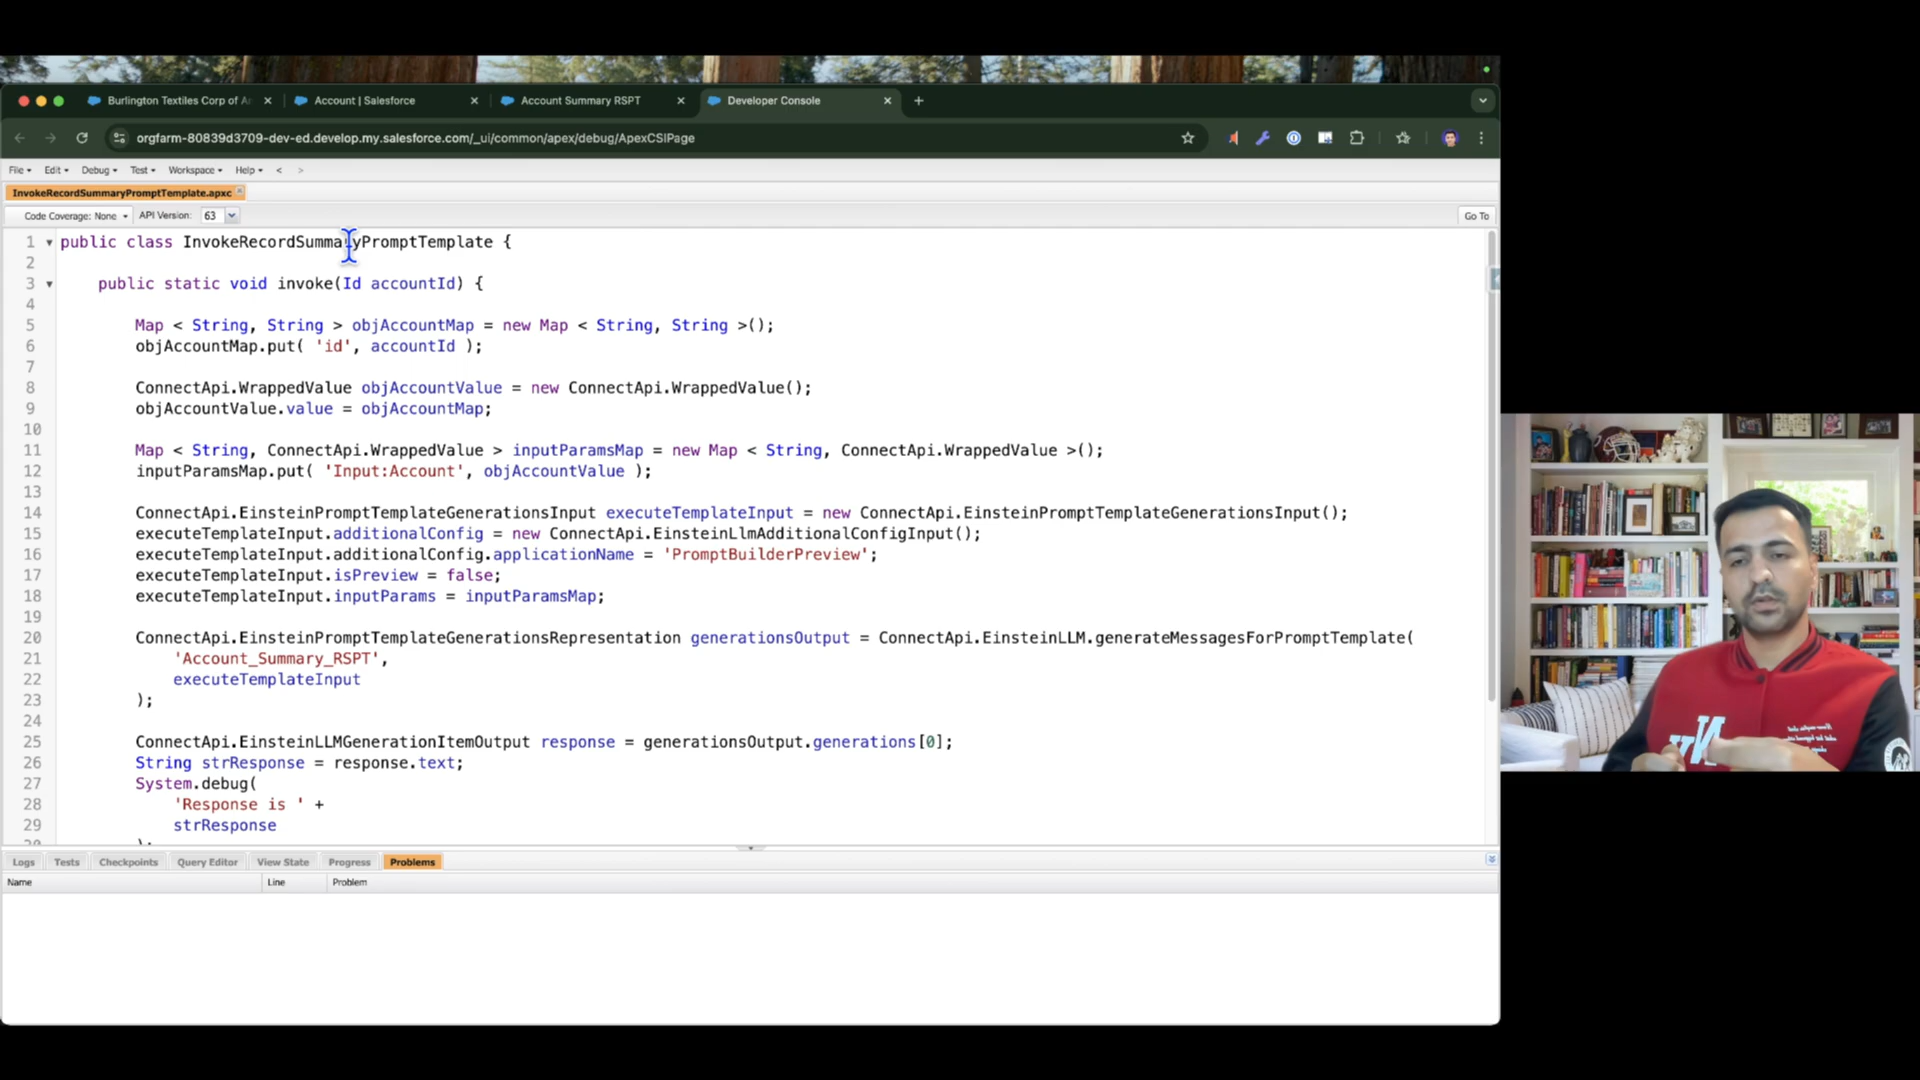 Burlington Textiles Corp of A
Account | Salesforce
Account Summary RSPT
Developer Console
orgfarm-80839d3709-dev-ed.develop.my.salesforce.com/_ui/common/apex/debug/ApexCSIPage
File Edit Debug Test Workspace Help < >
InvokeRecordSummaryPromptTemplate.apxc
Code Coverage: None API Version: 63 Go To
1 public class InvokeRecordSummaryPromptTemplate {
2
3 public static void invoke(Id accountId) {
4
5 Map < String, String > objAccountMap = new Map < String, String >();
6 objAccountMap.put( 'id', accountId );
7
8 ConnectApi.WrappedValue objAccountValue = new ConnectApi.WrappedValue();
9 objAccountValue.value = objAccountMap;
10
11 Map < String, ConnectApi.WrappedValue > inputParamsMap = new Map < String, ConnectApi.WrappedValue >();
12 inputParamsMap.put( 'Input:Account', objAccountValue );
13
14 ConnectApi.EinsteinPromptTemplateGenerationsInput executeTemplateInput = new ConnectApi.EinsteinPromptTemplateGenerationsInput();
15 executeTemplateInput.additionalConfig = new ConnectApi.EinsteinLlmAdditionalConfigInput();
16 executeTemplateInput.additionalConfig.applicationName = 'PromptBuilderPreview';
17 executeTemplateInput.isPreview = false;
18 executeTemplateInput.inputParams = inputParamsMap;
19
20 ConnectApi.EinsteinPromptTemplateGenerationsRepresentation generationsOutput = ConnectApi.EinsteinLLM.generateMessagesForPromptTemplate(
21 'Account_Summary_RSPT',
22 executeTemplateInput
23 );
24
25 ConnectApi.EinsteinLLMGenerationItemOutput response = generationsOutput.generations[0];
26 String strResponse = response.text;
27 System.debug(
28 'Response is ' +
29 strResponse
30 );
Logs Tests Checkpoints Query Editor View State Progress Problems
Name Line Problem